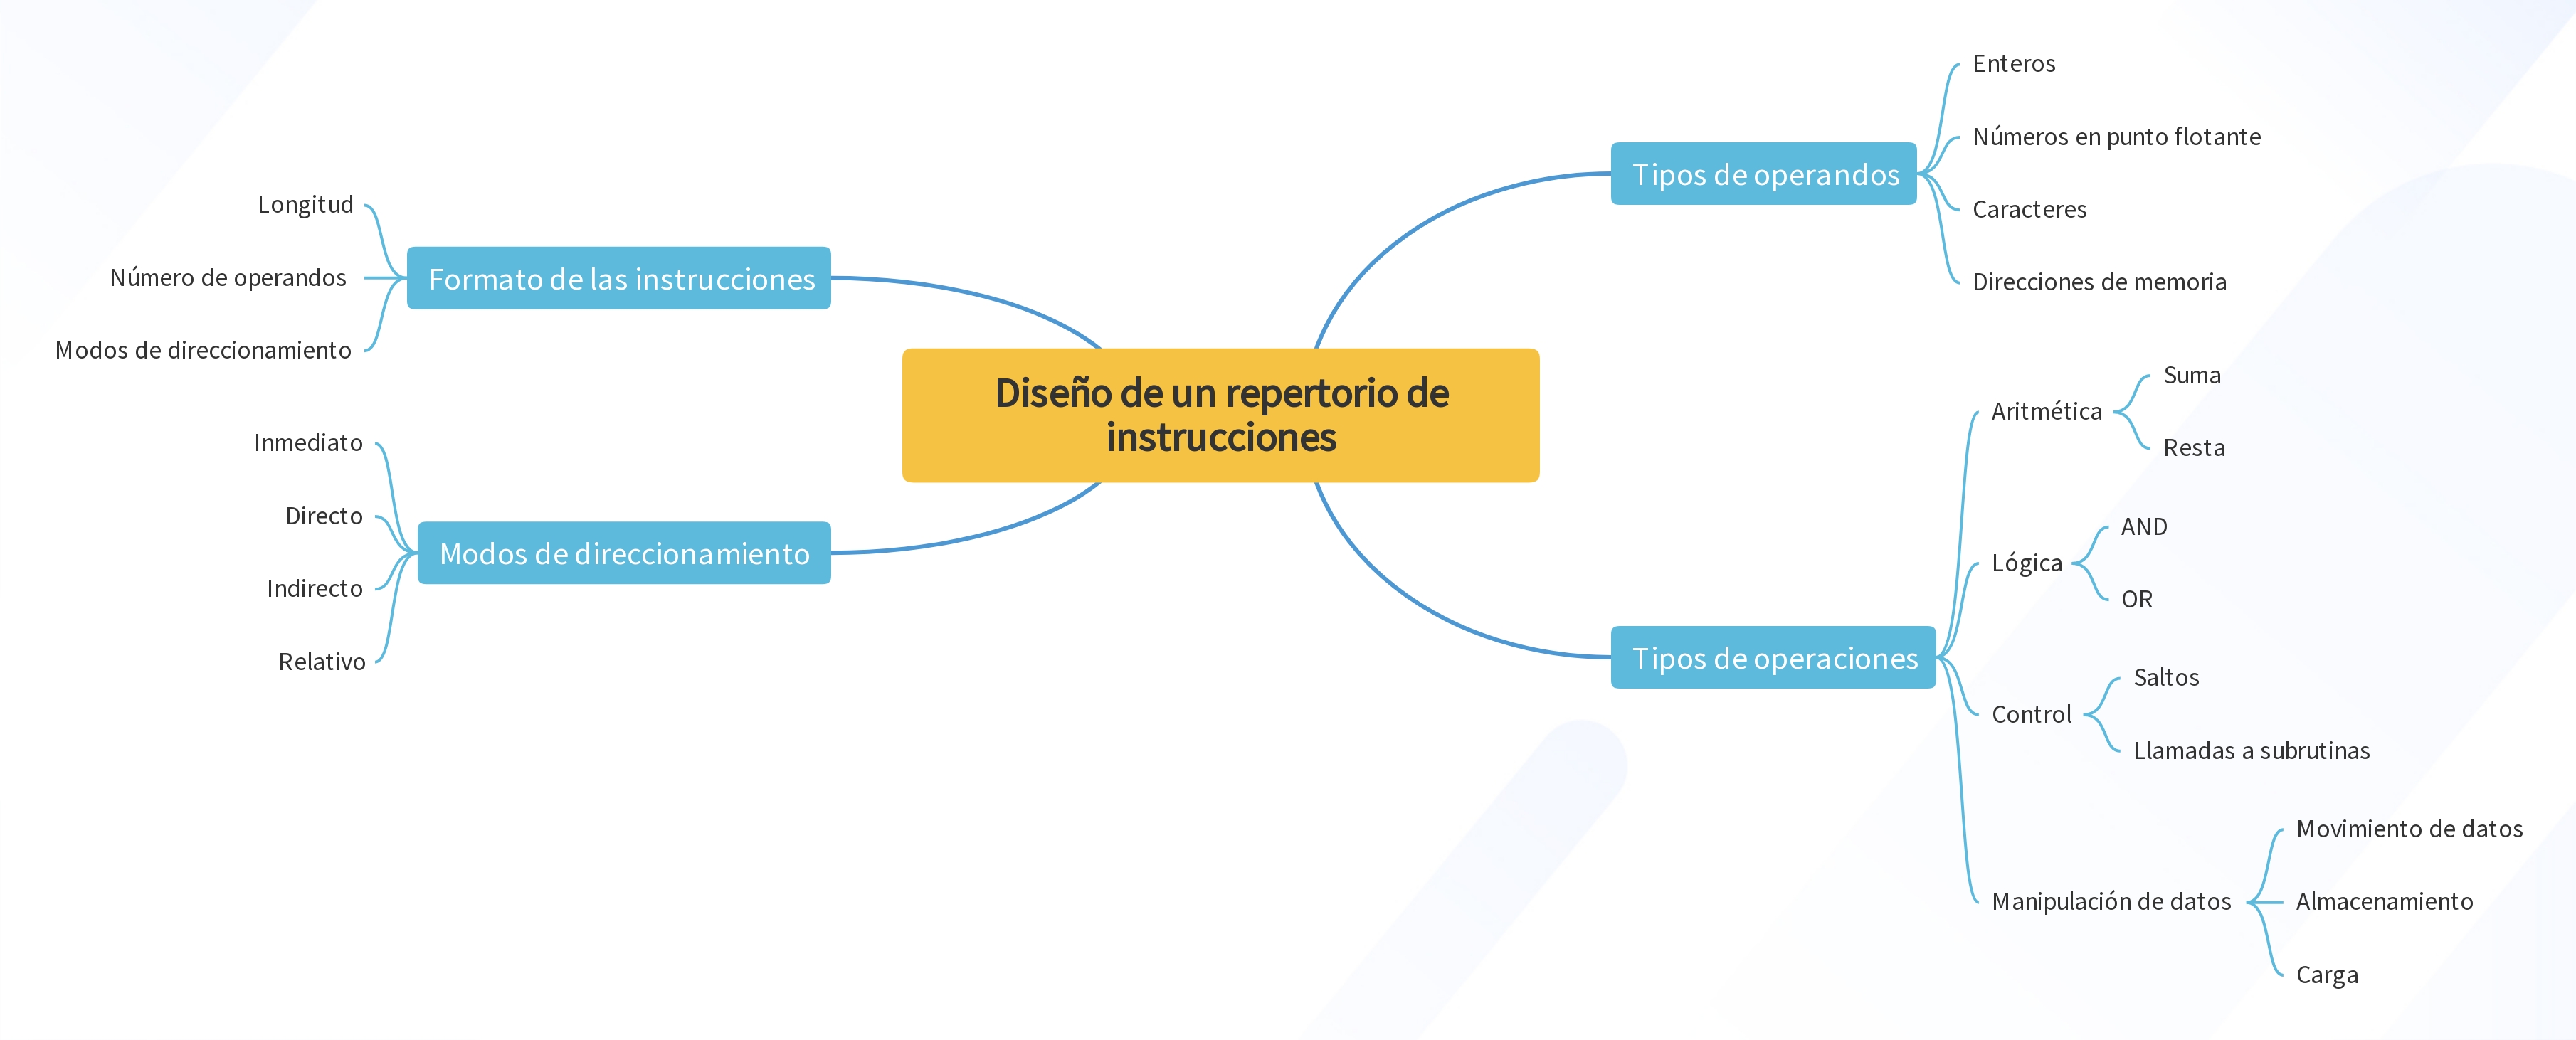 Diseño de un repertorio de
instrucciones
Tipos de operandos
Enteros
Números en punto flotante
Caracteres
Direcciones de memoria
Tipos de operaciones
Aritmética
Suma
Resta
Lógica
AND
OR
Control
Saltos
Llamadas a subrutinas
Manipulación de datos
Movimiento de datos
Almacenamiento
Carga
Formato de las instrucciones
Longitud
Número de operandos
Modos de direccionamiento
Modos de direccionamiento
Inmediato
Directo
Indirecto
Relativo